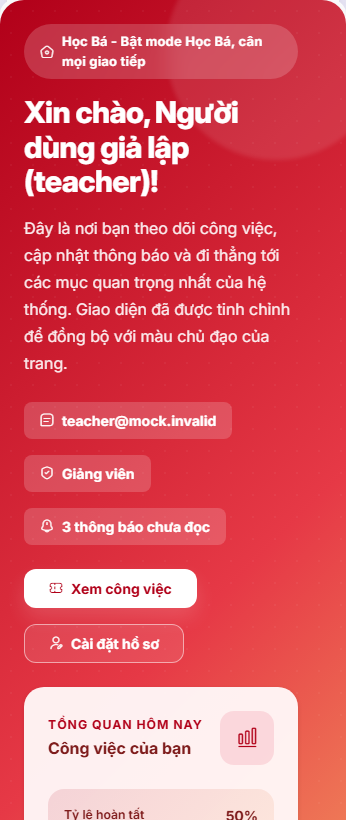 Học Bá - Bật mode Học Bá, cân
mọi giao tiếp
Xin chào, Người
dùng giả lập
(teacher)!
Đây là nơi bạn theo dõi công việc,
cập nhật thông báo và đi thẳng tới
các mục quan trọng nhất của hệ
thống. Giao diện đã được tinh chỉnh
để đồng bộ với màu chủ đạo của
trang.
teacher@mock.invalid
Giảng viên
3 thông báo chưa đọc
Xem công việc
Cài đặt hồ sơ
TỔNG QUAN HÔM NAY
Công việc của bạn
Tỷ lệ hoàn tất 50%